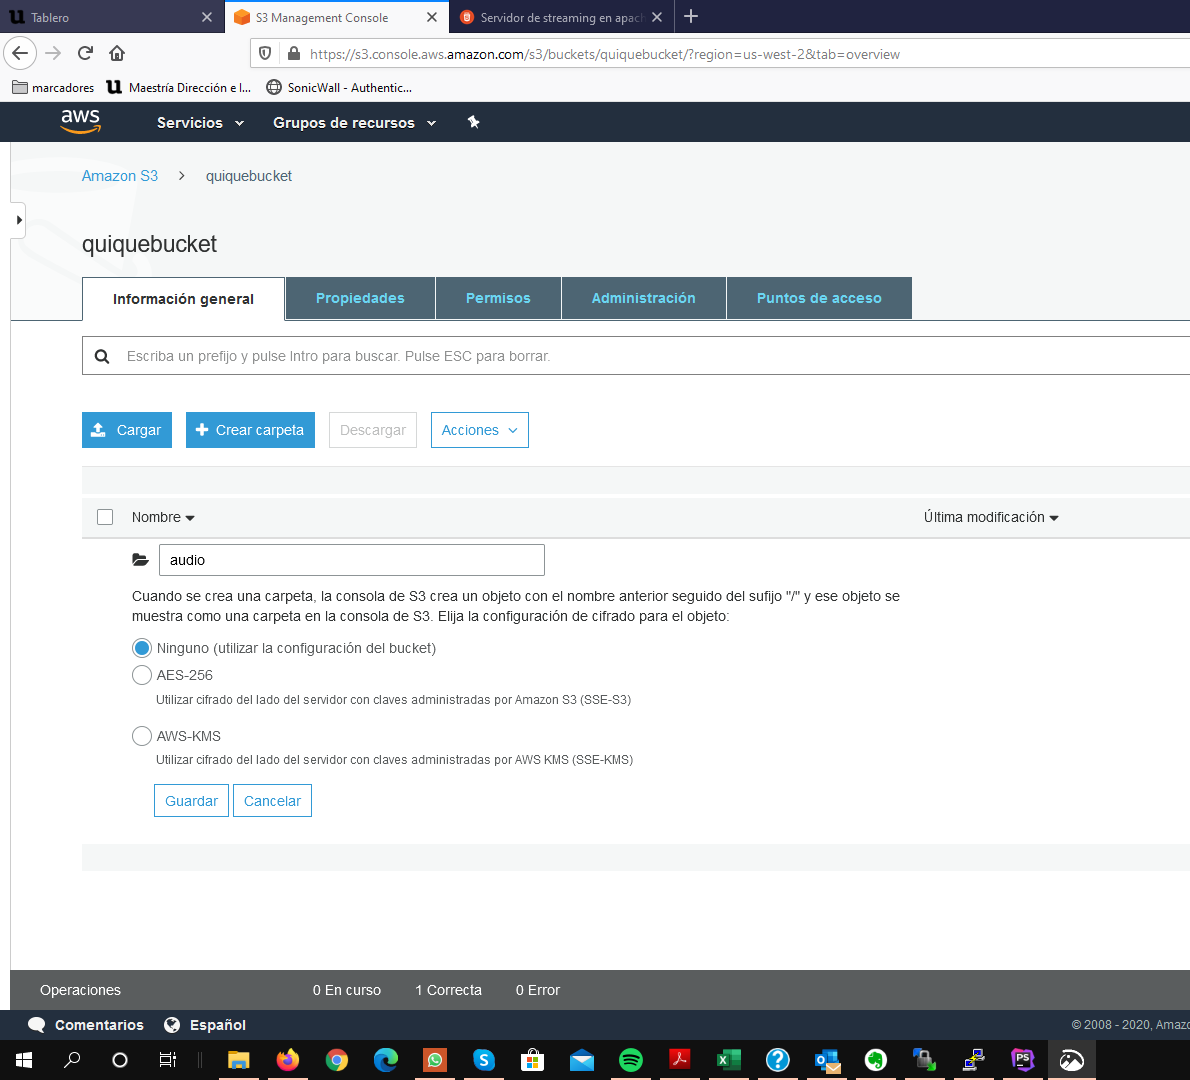 Tablero
S3 Management Console
Servidor de streaming en apach
https://s3.console.aws.amazon.com/s3/buckets/quiquebucket/?region=us-west-2&tab=overview
marcadores
Maestría Dirección e I...
SonicWall - Authentic...
aws
Servicios
Grupos de recursos
Amazon S3 > quiquebucket
quiquebucket
Información general
Propiedades
Permisos
Administración
Puntos de acceso
Escriba un prefijo y pulse Intro para buscar. Pulse ESC para borrar.
Cargar
Crear carpeta
Descargar
Acciones
Nombre
Última modificación
audio
Cuando se crea una carpeta, la consola de S3 crea un objeto con el nombre anterior seguido del sufijo "/" y ese objeto se
muestra como una carpeta en la consola de S3. Elija la configuración de cifrado para el objeto:
Ninguno (utilizar la configuración del bucket)
AES-256
Utilizar cifrado del lado del servidor con claves administradas por Amazon S3 (SSE-S3)
AWS-KMS
Utilizar cifrado del lado del servidor con claves administradas por AWS KMS (SSE-KMS)
Guardar
Cancelar
Operaciones
0 En curso
1 Correcta
0 Error
Comentarios
Español
© 2008 - 2020, Amazo